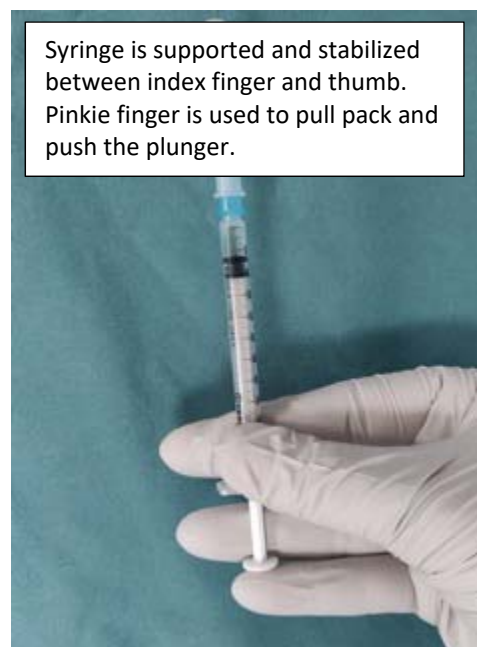 Syringe is supported and stabilized
between index finger and thumb.
Pinkie finger is used to pull pack and
push the plunger.